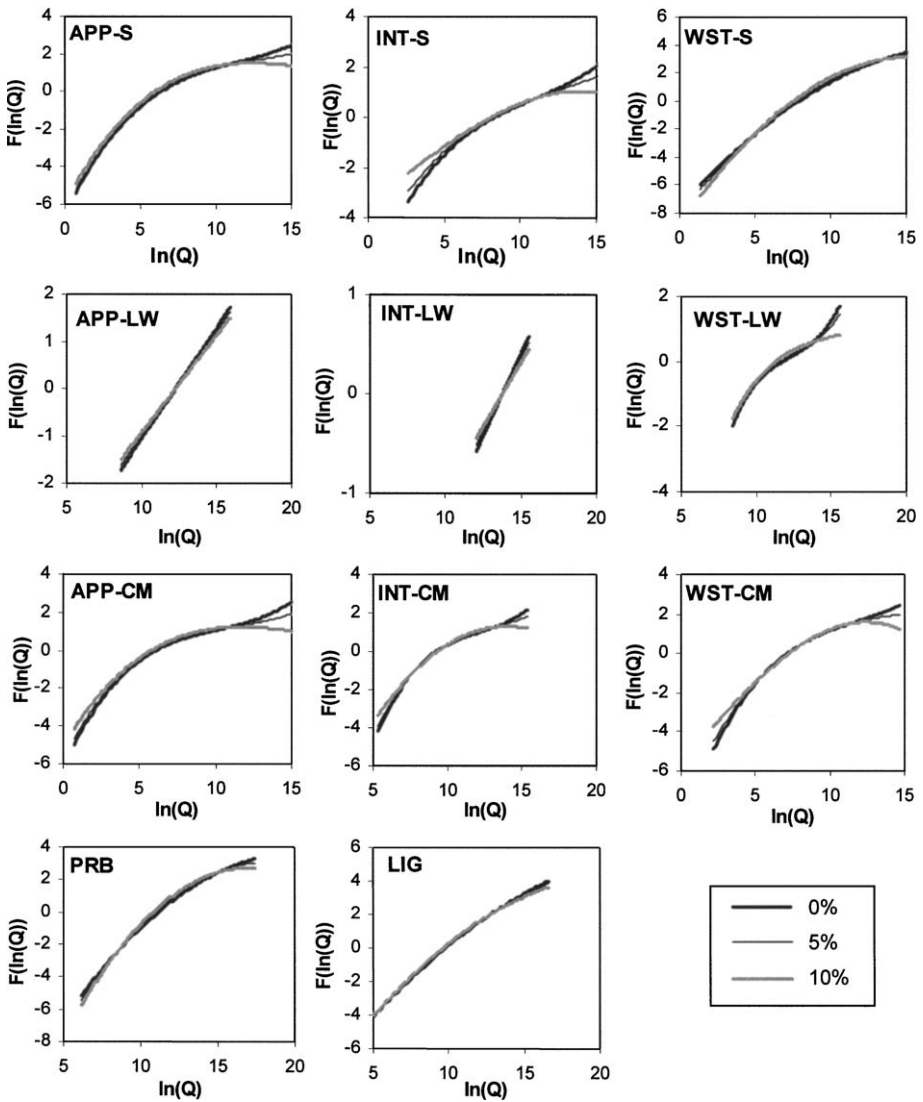 APP-S
F(ln(Q))
4
2
0
-2
-4
-6
0 5 10 15
ln(Q)
INT-S
F(ln(Q))
4
2
0
-2
-4
0 5 10 15
ln(Q)
WST-S
F(ln(Q))
6
4
2
0
-2
-4
-6
-8
0 5 10 15
ln(Q)
APP-LW
F(ln(Q))
2
1
0
-1
-2
5 10 15 20
ln(Q)
INT-LW
F(ln(Q))
1
0
-1
5 10 15 20
ln(Q)
WST-LW
F(ln(Q))
2
0
-2
-4
5 10 15 20
ln(Q)
APP-CM
F(ln(Q))
4
2
0
-2
-4
-6
0 5 10 15
ln(Q)
INT-CM
F(ln(Q))
4
2
0
-2
-4
-6
5 10 15 20
ln(Q)
WST-CM
F(ln(Q))
4
2
0
-2
-4
-6
0 5 10 15
ln(Q)
PRB
F(ln(Q))
4
2
0
-2
-4
-6
-8
5 10 15 20
ln(Q)
LIG
F(ln(Q))
6
4
2
0
-2
-4
-6
5 10 15 20
ln(Q)
0%
5%
10%